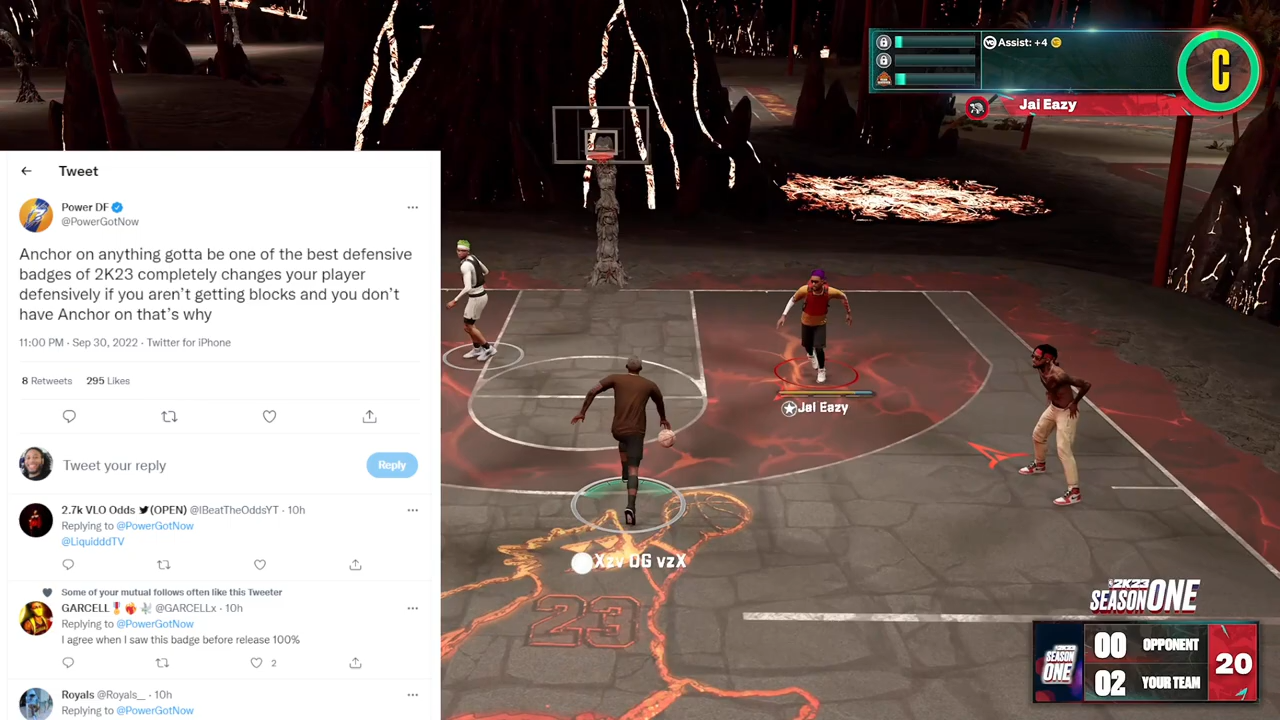 Tweet
Power DF
@PowerGotNow
Anchor on anything gotta be one of the best defensive
badges of 2K23 completely changes your player
defensively if you aren't getting blocks and you don't
have Anchor on that's why
11:00 PM · Sep 30, 2022 · Twitter for iPhone
8 Retweets 295 Likes
Tweet your reply
Reply
2.7k VLO Odds (OPEN) @IBeatTheOddsYT · 10h
Replying to @PowerGotNow
@LiquidddTV
Some of your mutual follows often like this Tweeter
GARCELL @GARCELLx · 10h
Replying to @PowerGotNow
I agree when I saw this badge before release 100%
2
Royals @Royals__ · 10h
Replying to @PowerGotNow
VC Assist: +4
C
Jai Eazy
Jai Eazy
Xzv DG vzX
23
2K23
SEASON ONE
SEASON
ONE
00 OPPONENT
02 YOUR TEAM
20